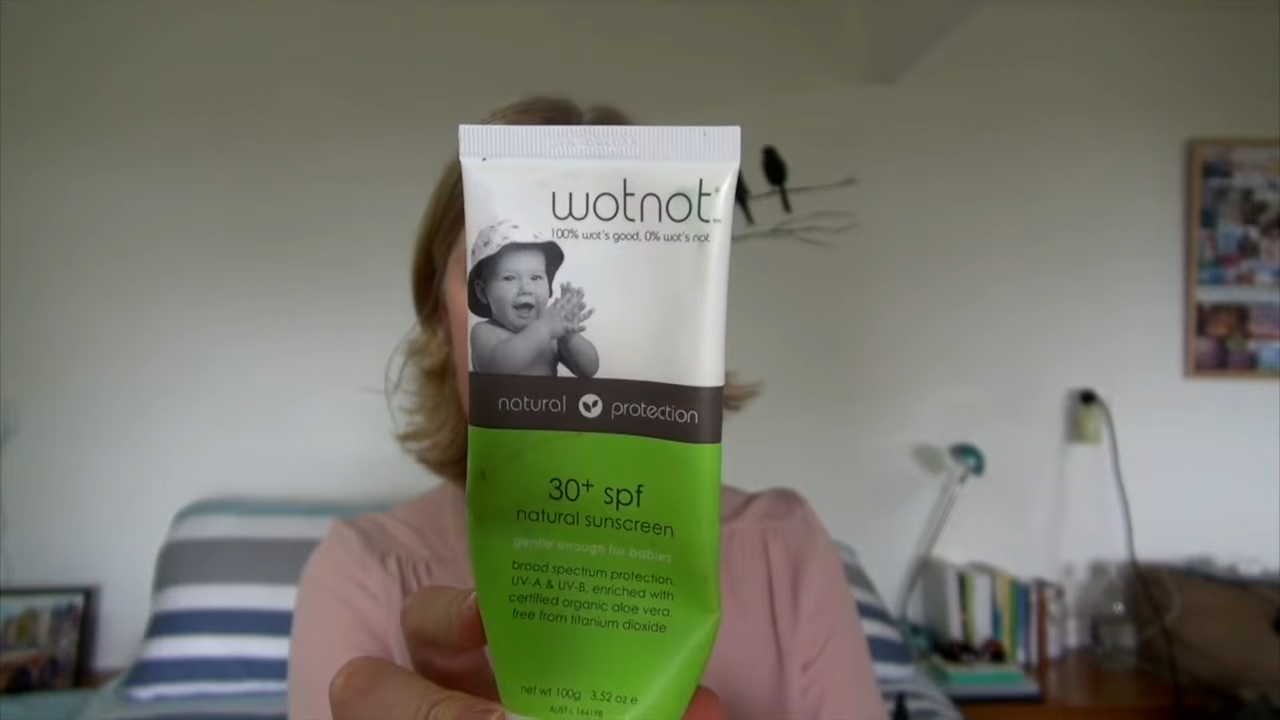 wotnot
100% wot's good, 0% wot's not
natural protection
30+ spf
natural sunscreen
gentle enough for babies
broad spectrum protection,
UV-A & UV-B, enriched with
certified organic aloe vera,
free from titanium dioxide
net wt 100g 3.52 oz e
AUST-L 164198